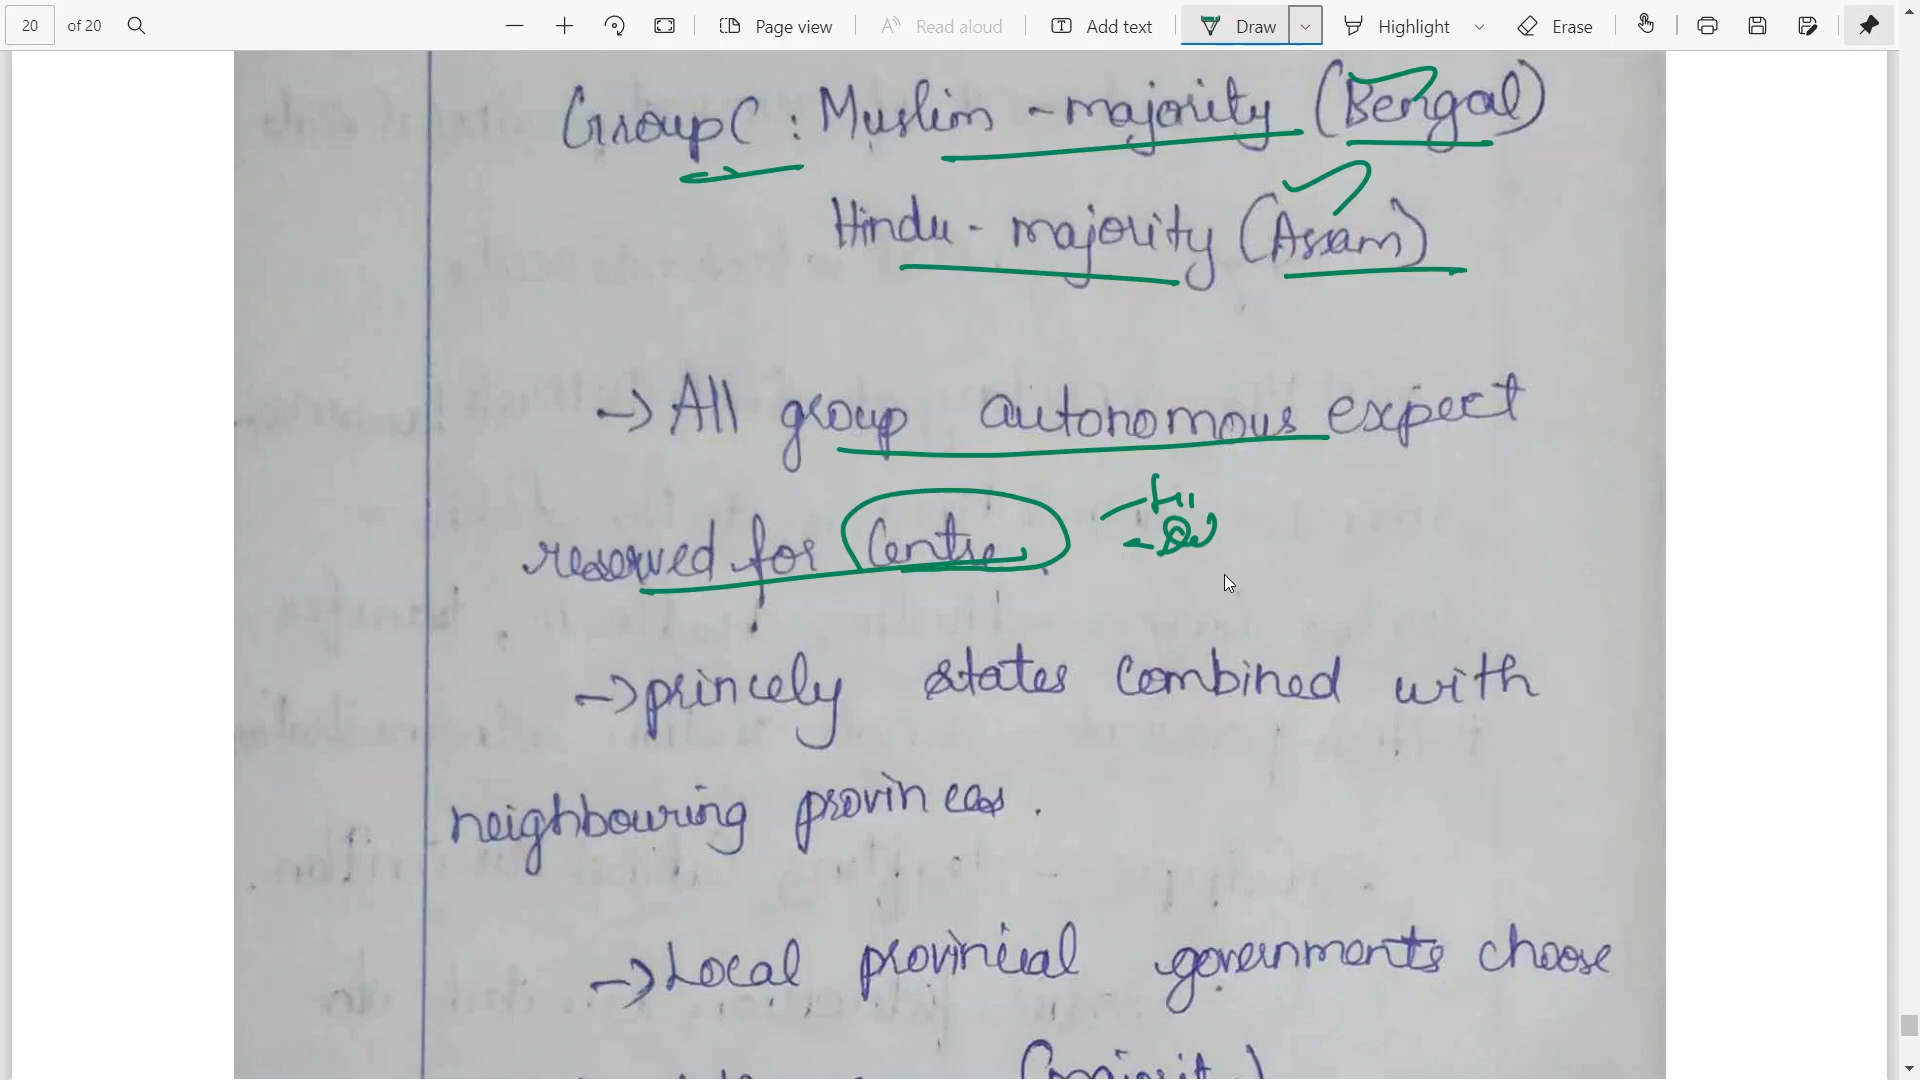 20 of 20 Page view Read aloud Add text Draw Highlight Erase
Group C : Muslim - majority (Bengal)
Hindu - majority (Assam)
→ All group autonomous expect
reserved for Centre.
→ princely states combined with
neighbouring provinces.
→ Local provincial governments choose